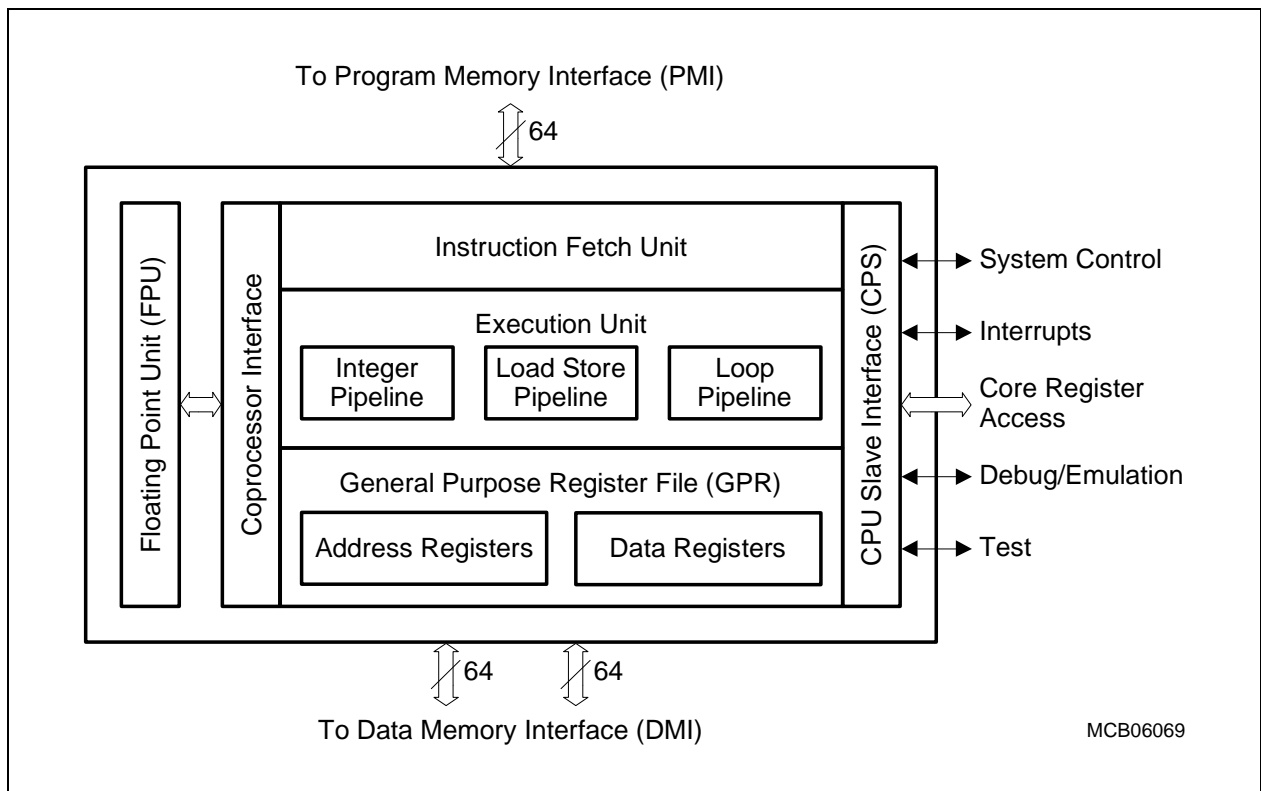 To Program Memory Interface (PMI)
64
Floating Point Unit (FPU)
Coprocessor Interface
Instruction Fetch Unit
Execution Unit
Integer
Pipeline
Load Store
Pipeline
Loop
Pipeline
General Purpose Register File (GPR)
Address Registers
Data Registers
CPU Slave Interface (CPS)
System Control
Interrupts
Core Register
Access
Debug/Emulation
Test
64
64
To Data Memory Interface (DMI)
MCB06069